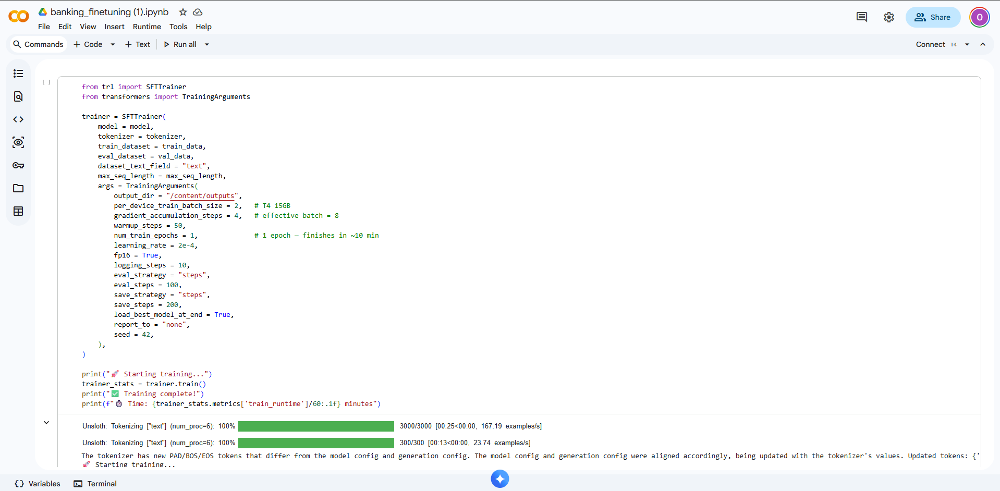 banking_finetuning (1).ipynb
File Edit View Insert Runtime Tools Help
Share
O
Commands + Code + Text Run all
Connect T4
[ ]
from trl import SFTTrainer
from transformers import TrainingArguments
trainer = SFTTrainer(
    model = model,
    tokenizer = tokenizer,
    train_dataset = train_data,
    eval_dataset = val_data,
    dataset_text_field = "text",
    max_seq_length = max_seq_length,
    args = TrainingArguments(
        output_dir = "/content/outputs",
        per_device_train_batch_size = 2,   # T4 15GB
        gradient_accumulation_steps = 4,   # effective batch = 8
        warmup_steps = 50,
        num_train_epochs = 1,              # 1 epoch — finishes in ~10 min
        learning_rate = 2e-4,
        fp16 = True,
        logging_steps = 10,
        eval_strategy = "steps",
        eval_steps = 100,
        save_strategy = "steps",
        save_steps = 200,
        load_best_model_at_end = True,
        report_to = "none",
        seed = 42,
    ),
)
print("🚀 Starting training...")
trainer_stats = trainer.train()
print("✅ Training complete!")
print(f"⏱ Time: {trainer_stats.metrics['train_runtime']/60:.1f} minutes")
Unsloth: Tokenizing ["text"] (num_proc=6): 100% 3000/3000 [00:25<00:00, 167.19 examples/s]
Unsloth: Tokenizing ["text"] (num_proc=6): 100% 300/300 [00:13<00:00, 23.74 examples/s]
The tokenizer has new PAD/BOS/EOS tokens that differ from the model config and generation config. The model config and generation config were aligned accordingly, being updated with the tokenizer's values. Updated tokens: {'
🚀 Starting training...
Variables Terminal